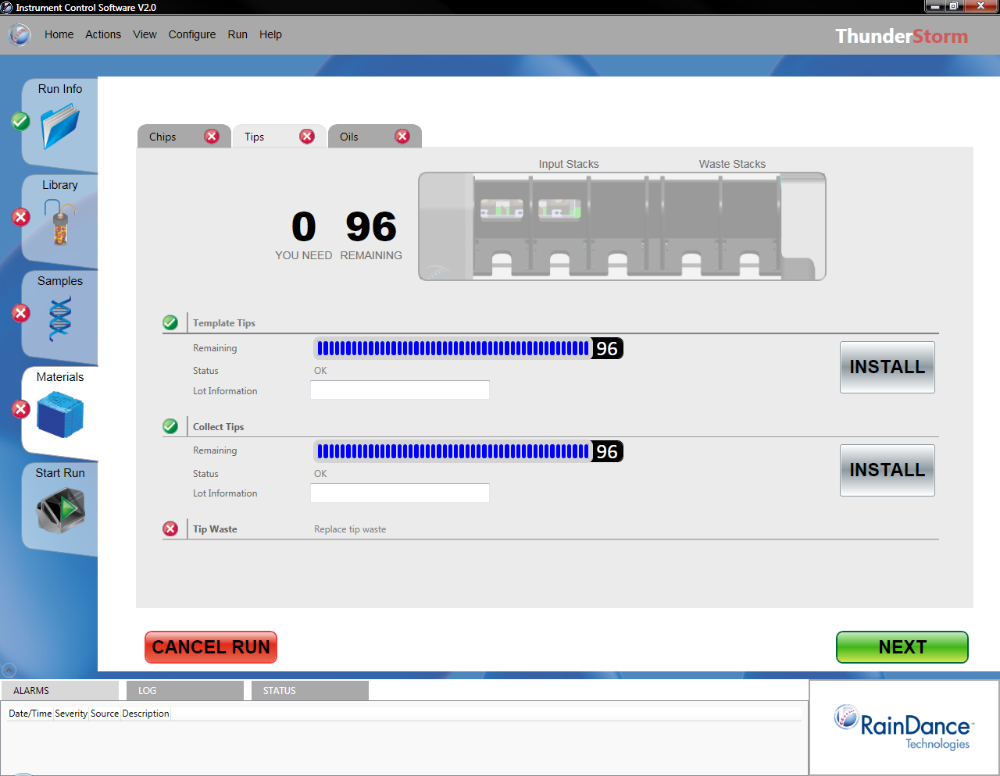 Instrument Control Software V2.0
Home Actions View Configure Run Help
ThunderStorm
Run Info
Library
Samples
Materials
Start Run
Chips Tips Oils
Input Stacks Waste Stacks
0 96
YOU NEED REMAINING
Template Tips
Remaining 96
Status OK
Lot Information
INSTALL
Collect Tips
Remaining 96
Status OK
Lot Information
INSTALL
Tip Waste Replace tip waste
CANCEL RUN NEXT
ALARMS LOG STATUS
Date/Time Severity Source Description
RainDance™
Technologies